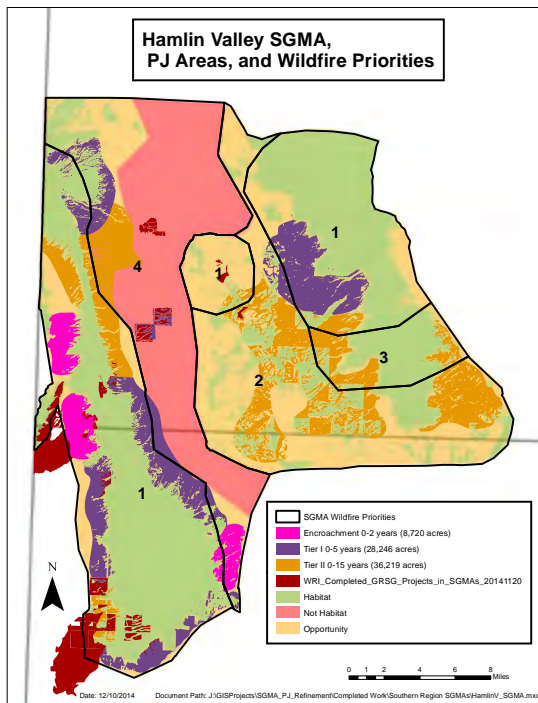 Hamlin Valley SGMA,
PJ Areas, and Wildfire Priorities
1
4
1
2
3
1
SGMA Wildfire Priorities
Encroachment 0-2 years (8,720 acres)
Tier I 0-5 years (28,246 acres)
Tier II 0-15 years (36,219 acres)
WRI_Completed_GRSG_Projects_in_SGMAs_20141120
Habitat
Not Habitat
Opportunity
N
0 1 2 4 6 8
Miles
Date: 12/10/2014 Document Path: J:\GISProjects\SGMA_PJ_Refinement\Completed Work\Southern Region SGMAs\HamlinV_SGMA.mxd